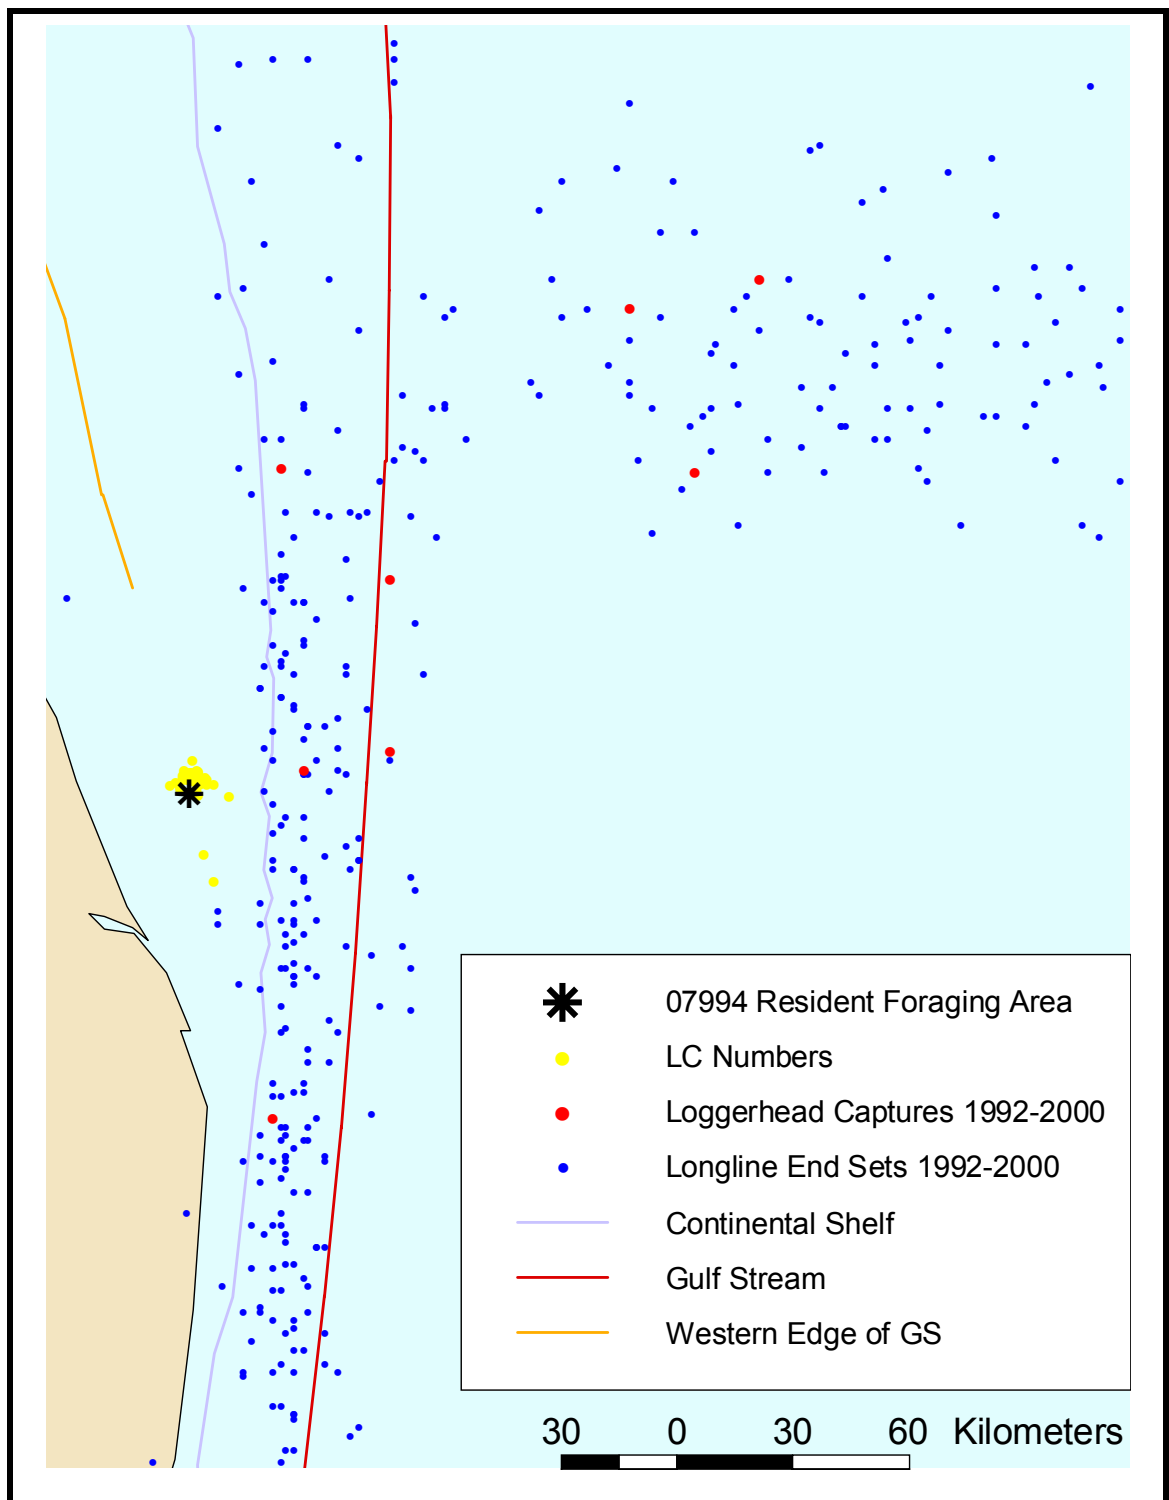 07994 Resident Foraging Area
LC Numbers
Loggerhead Captures 1992-2000
Longline End Sets 1992-2000
Continental Shelf
Gulf Stream
Western Edge of GS
30 0 30 60 Kilometers